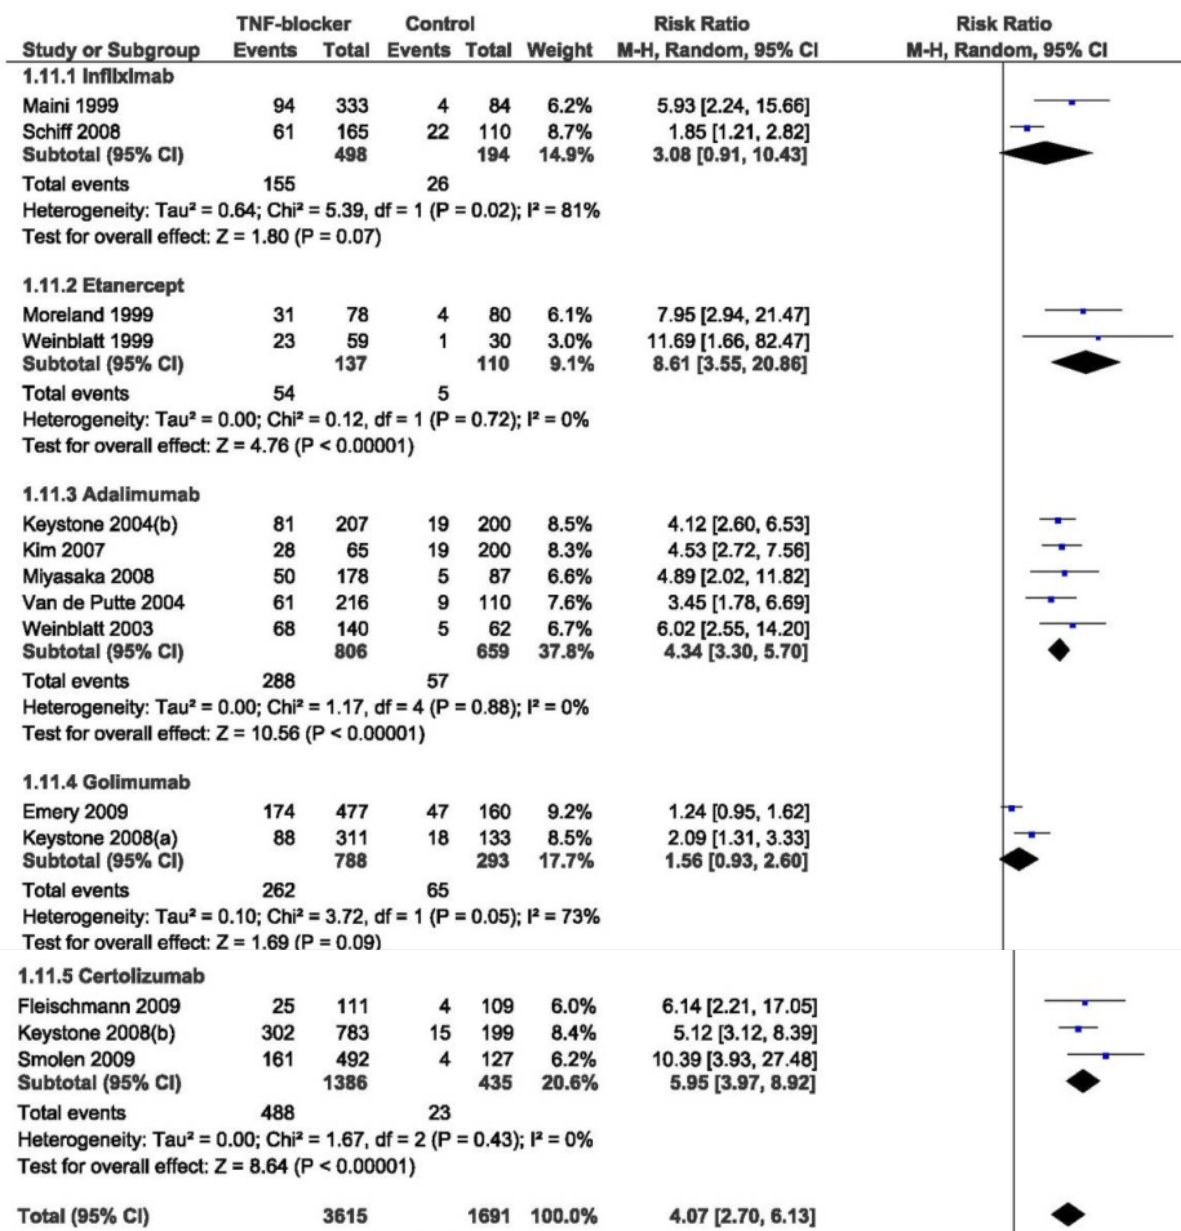 TNF-blocker Control Risk Ratio Risk Ratio
Study or Subgroup Events Total Events Total Weight M-H, Random, 95% CI M-H, Random, 95% CI
1.11.1 Infliximab
Maini 1999 94 333 4 84 6.2% 5.93 [2.24, 15.66]
Schiff 2008 61 165 22 110 8.7% 1.85 [1.21, 2.82]
Subtotal (95% CI) 498 194 14.9% 3.08 [0.91, 10.43]
Total events 155 26
Heterogeneity: Tau² = 0.64; Chi² = 5.39, df = 1 (P = 0.02); I² = 81%
Test for overall effect: Z = 1.80 (P = 0.07)
1.11.2 Etanercept
Moreland 1999 31 78 4 80 6.1% 7.95 [2.94, 21.47]
Weinblatt 1999 23 59 1 30 3.0% 11.69 [1.66, 82.47]
Subtotal (95% CI) 137 110 9.1% 8.61 [3.55, 20.86]
Total events 54 5
Heterogeneity: Tau² = 0.00; Chi² = 0.12, df = 1 (P = 0.72); I² = 0%
Test for overall effect: Z = 4.76 (P < 0.00001)
1.11.3 Adalimumab
Keystone 2004(b) 81 207 19 200 8.5% 4.12 [2.60, 6.53]
Kim 2007 28 65 19 200 8.3% 4.53 [2.72, 7.56]
Miyasaka 2008 50 178 5 87 6.6% 4.89 [2.02, 11.82]
Van de Putte 2004 61 216 9 110 7.6% 3.45 [1.78, 6.69]
Weinblatt 2003 68 140 5 62 6.7% 6.02 [2.55, 14.20]
Subtotal (95% CI) 806 659 37.8% 4.34 [3.30, 5.70]
Total events 288 57
Heterogeneity: Tau² = 0.00; Chi² = 1.17, df = 4 (P = 0.88); I² = 0%
Test for overall effect: Z = 10.56 (P < 0.00001)
1.11.4 Golimumab
Emery 2009 174 477 47 160 9.2% 1.24 [0.95, 1.62]
Keystone 2008(a) 88 311 18 133 8.5% 2.09 [1.31, 3.33]
Subtotal (95% CI) 788 293 17.7% 1.56 [0.93, 2.60]
Total events 262 65
Heterogeneity: Tau² = 0.10; Chi² = 3.72, df = 1 (P = 0.05); I² = 73%
Test for overall effect: Z = 1.69 (P = 0.09)
1.11.5 Certolizumab
Fleischmann 2009 25 111 4 109 6.0% 6.14 [2.21, 17.05]
Keystone 2008(b) 302 783 15 199 8.4% 5.12 [3.12, 8.39]
Smolen 2009 161 492 4 127 6.2% 10.39 [3.93, 27.48]
Subtotal (95% CI) 1386 435 20.6% 5.95 [3.97, 8.92]
Total events 488 23
Heterogeneity: Tau² = 0.00; Chi² = 1.67, df = 2 (P = 0.43); I² = 0%
Test for overall effect: Z = 8.64 (P < 0.00001)
Total (95% CI) 3615 1691 100.0% 4.07 [2.70, 6.13]